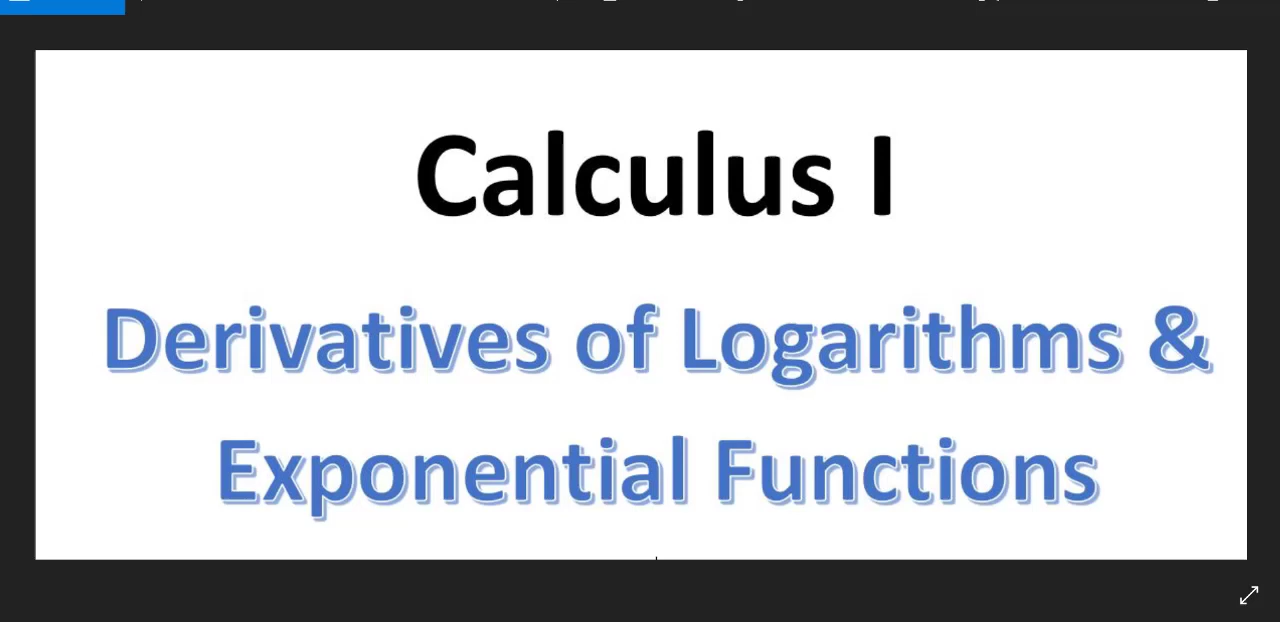 Calculus I
Derivatives of Logarithms &
Exponential Functions